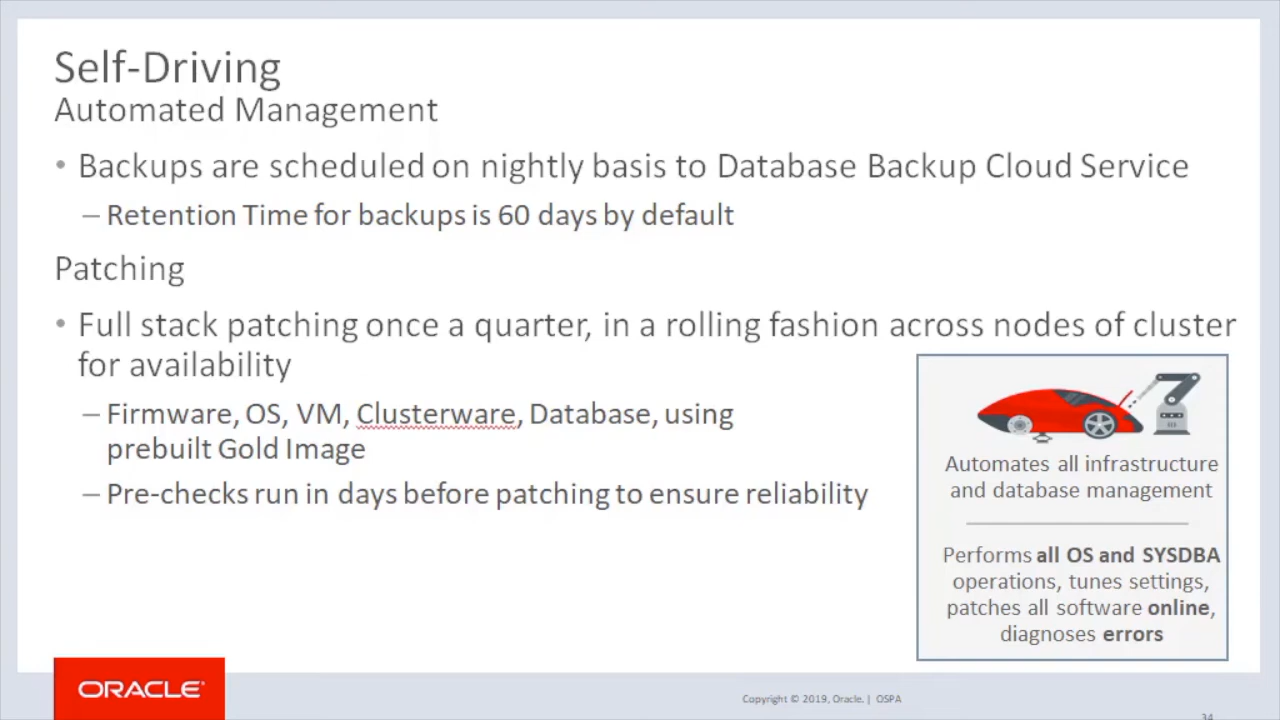 Self-Driving
Automated Management
• Backups are scheduled on nightly basis to Database Backup Cloud Service
– Retention Time for backups is 60 days by default
Patching
• Full stack patching once a quarter, in a rolling fashion across nodes of cluster
for availability
– Firmware, OS, VM, Clusterware, Database, using
prebuilt Gold Image
– Pre-checks run in days before patching to ensure reliability
Automates all infrastructure
and database management
Performs all OS and SYSDBA
operations, tunes settings,
patches all software online,
diagnoses errors
ORACLE®
Copyright © 2019, Oracle. | OSPA
34